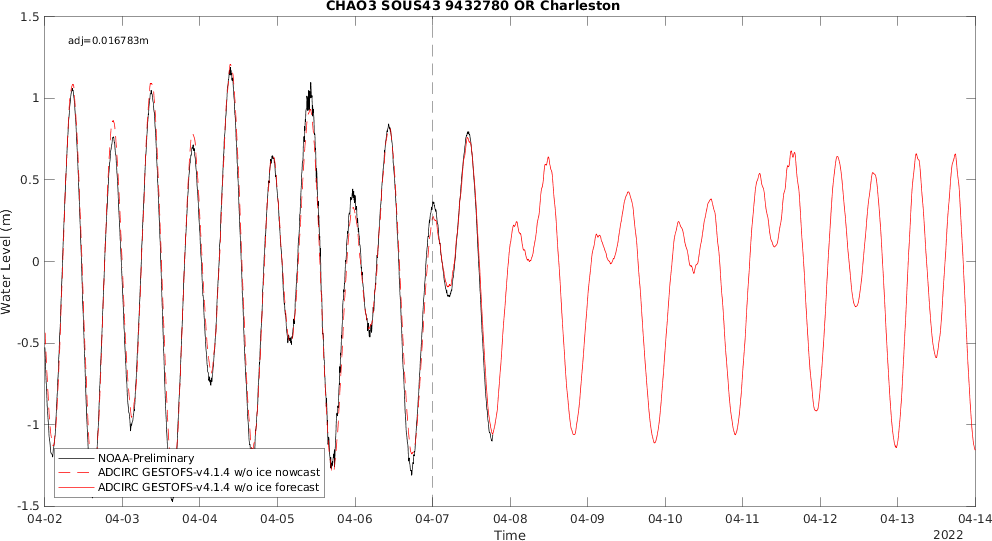 CHAO3 SOUS43 9432780 OR Charleston
adj=0.016783m
1.5
1
0.5
0
-0.5
-1
-1.5
Water Level (m)
NOAA-Preliminary
ADCIRC GESTOFS-v4.1.4 w/o ice nowcast
ADCIRC GESTOFS-v4.1.4 w/o ice forecast
04-02 04-03 04-04 04-05 04-06 04-07 04-08 04-09 04-10 04-11 04-12 04-13 04-14
Time
2022